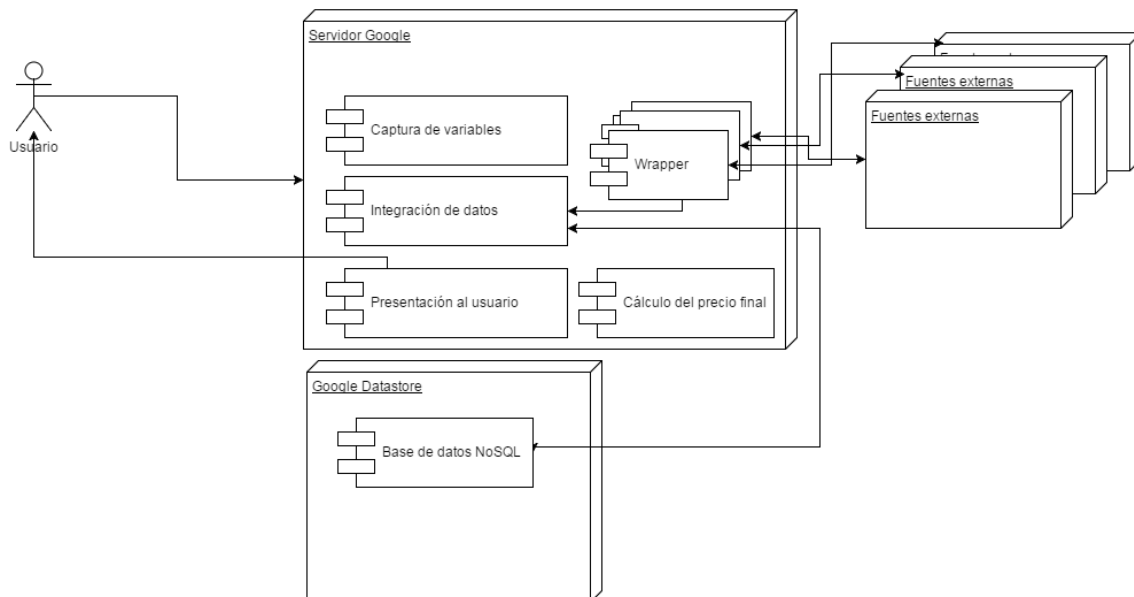 Servidor Google
Usuario
Captura de variables
Wrapper
Fuentes externas
Fuentes externas
Integración de datos
Presentación al usuario
Cálculo del precio final
Google Datastore
Base de datos NoSQL